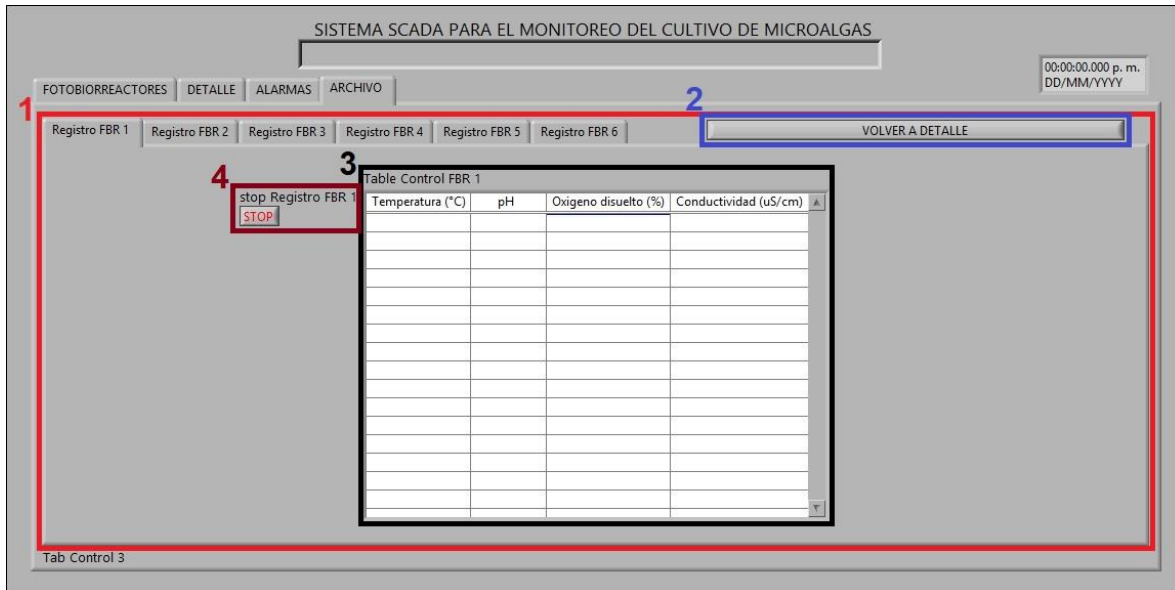 SISTEMA SCADA PARA EL MONITOREO DEL CULTIVO DE MICROALGAS
00:00:00.000 p. m.
DD/MM/YYYY
FOTOBIORREACTORES DETALLE ALARMAS ARCHIVO
1
2
Registro FBR 1 Registro FBR 2 Registro FBR 3 Registro FBR 4 Registro FBR 5 Registro FBR 6 VOLVER A DETALLE
3
4
Table Control FBR 1
stop Registro FBR 1
STOP
Temperatura (°C) pH Oxigeno disuelto (%) Conductividad (uS/cm)
Tab Control 3